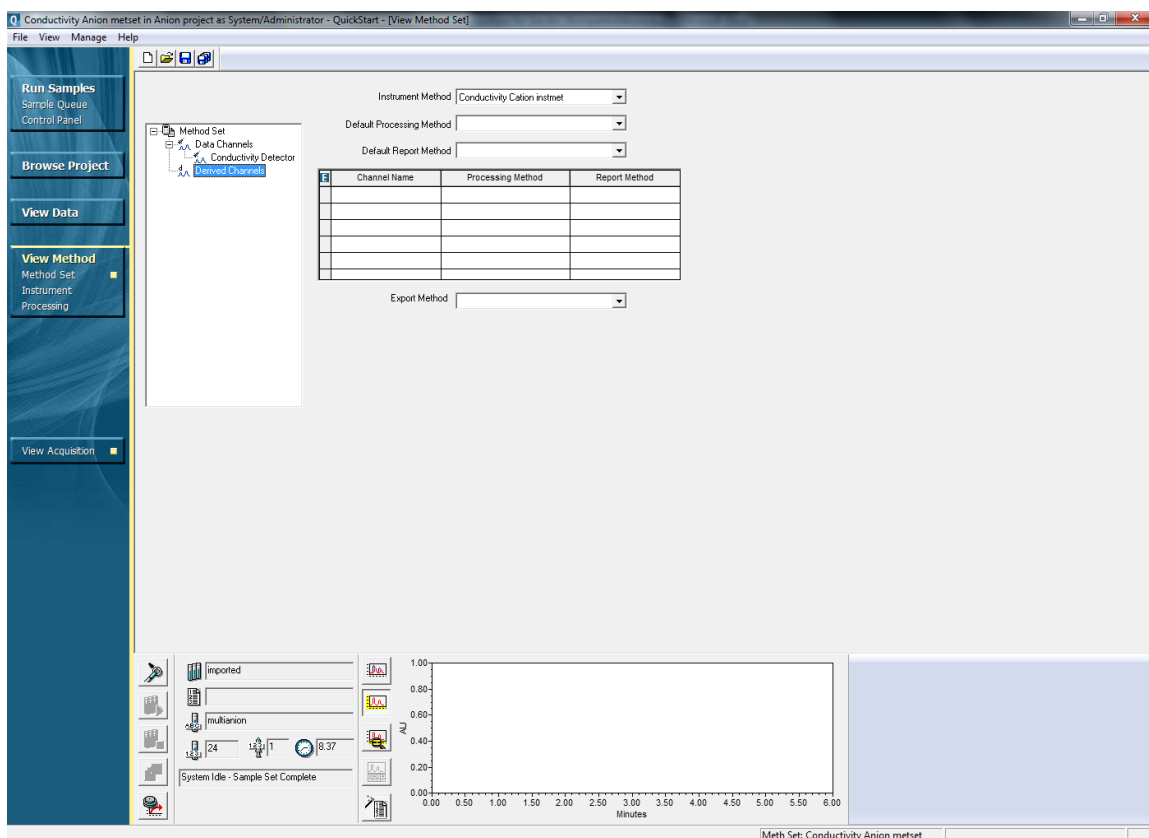 Q Conductivity Anion metset in Anion project as System/Administrator - QuickStart - [View Method Set]
File View Manage Help
Run Samples
Sample Queue
Control Panel
Browse Project
View Data
View Method
Method Set
Instrument
Processing
View Acquisition
Method Set
Data Channels
Conductivity Detector
d
Derived Channels
Instrument Method Conductivity Cation instmet
Default Processing Method
Default Report Method
E Channel Name Processing Method Report Method
Export Method
imported
multianion
24 1 8.37
System Idle - Sample Set Complete
AU
1.00
0.80
0.60
0.40
0.20
0.00
0.00 0.50 1.00 1.50 2.00 2.50 3.00 3.50 4.00 4.50 5.00 5.50 6.00
Minutes
Meth Set: Conductivity Anion metset